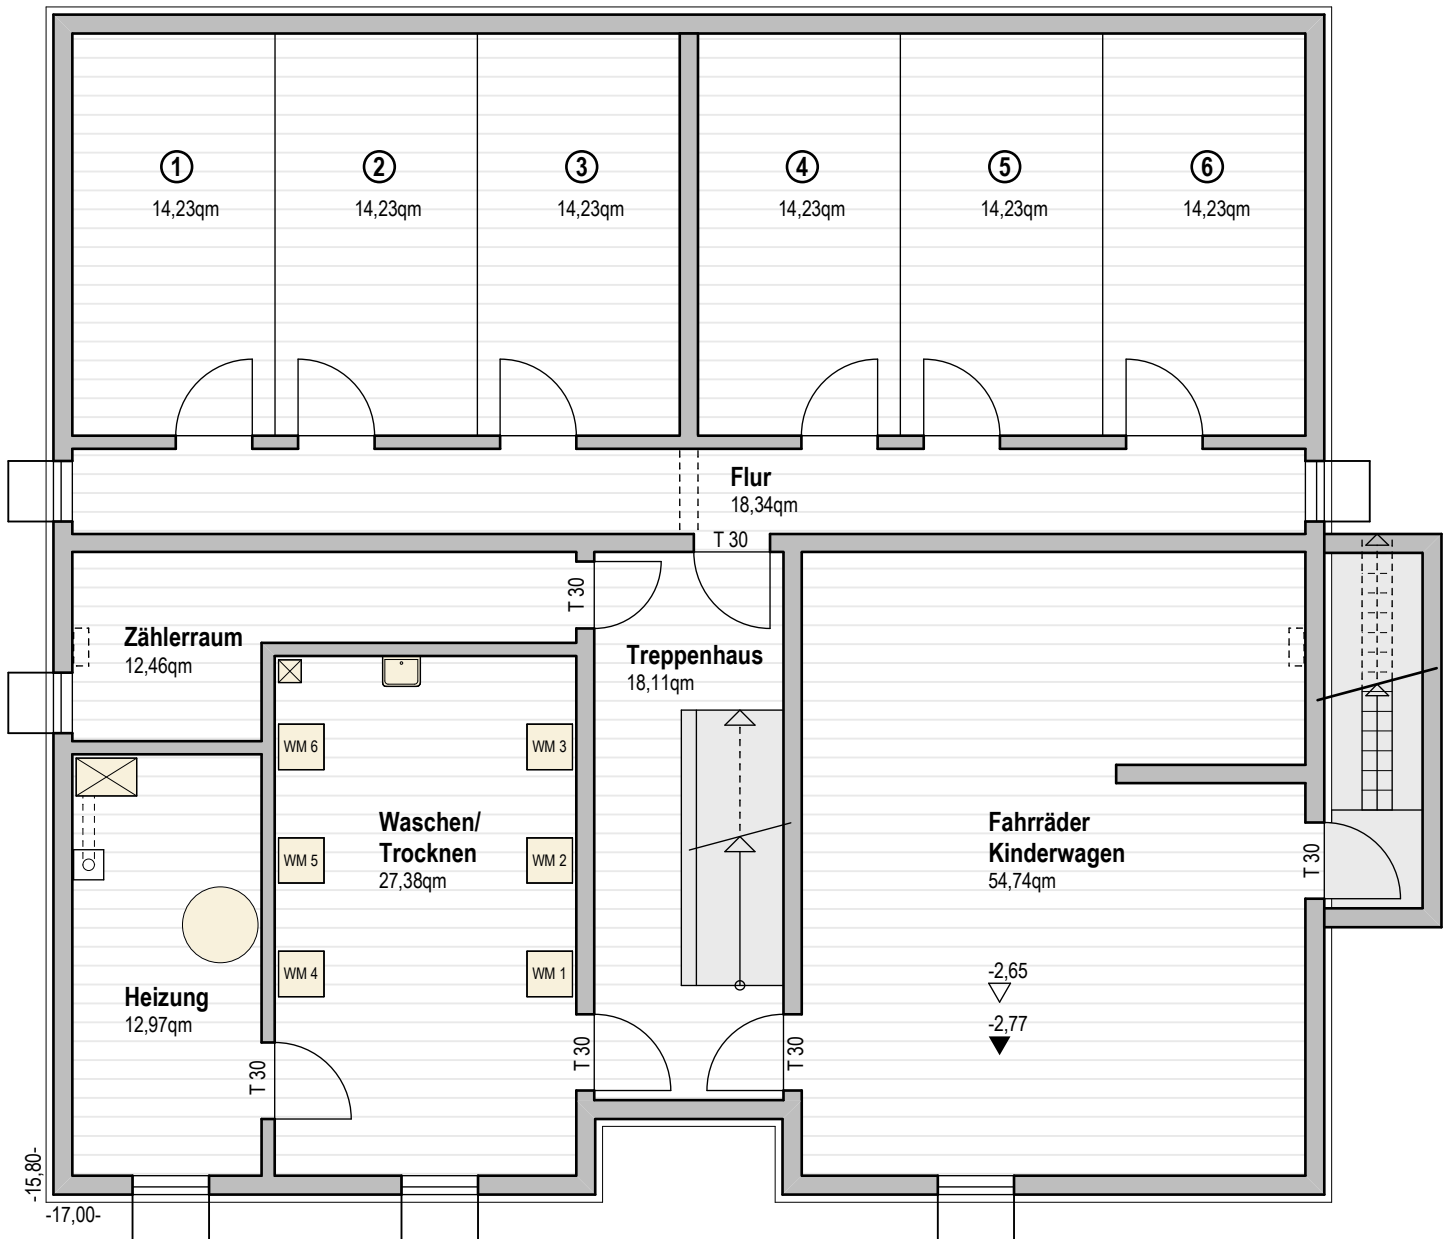 1
14,23qm
2
14,23qm
3
14,23qm
4
14,23qm
5
14,23qm
6
14,23qm
Flur
18,34qm
T 30
T 30
Zählerraum
12,46qm
Treppenhaus
18,11qm
WM 6
WM 3
Waschen/
Trocknen
27,38qm
WM 5
WM 2
WM 4
WM 1
Fahrräder
Kinderwagen
54,74qm
T 30
-2,65
-2,77
Heizung
12,97qm
T 30
T 30
T 30
-15,80-
-17,00-